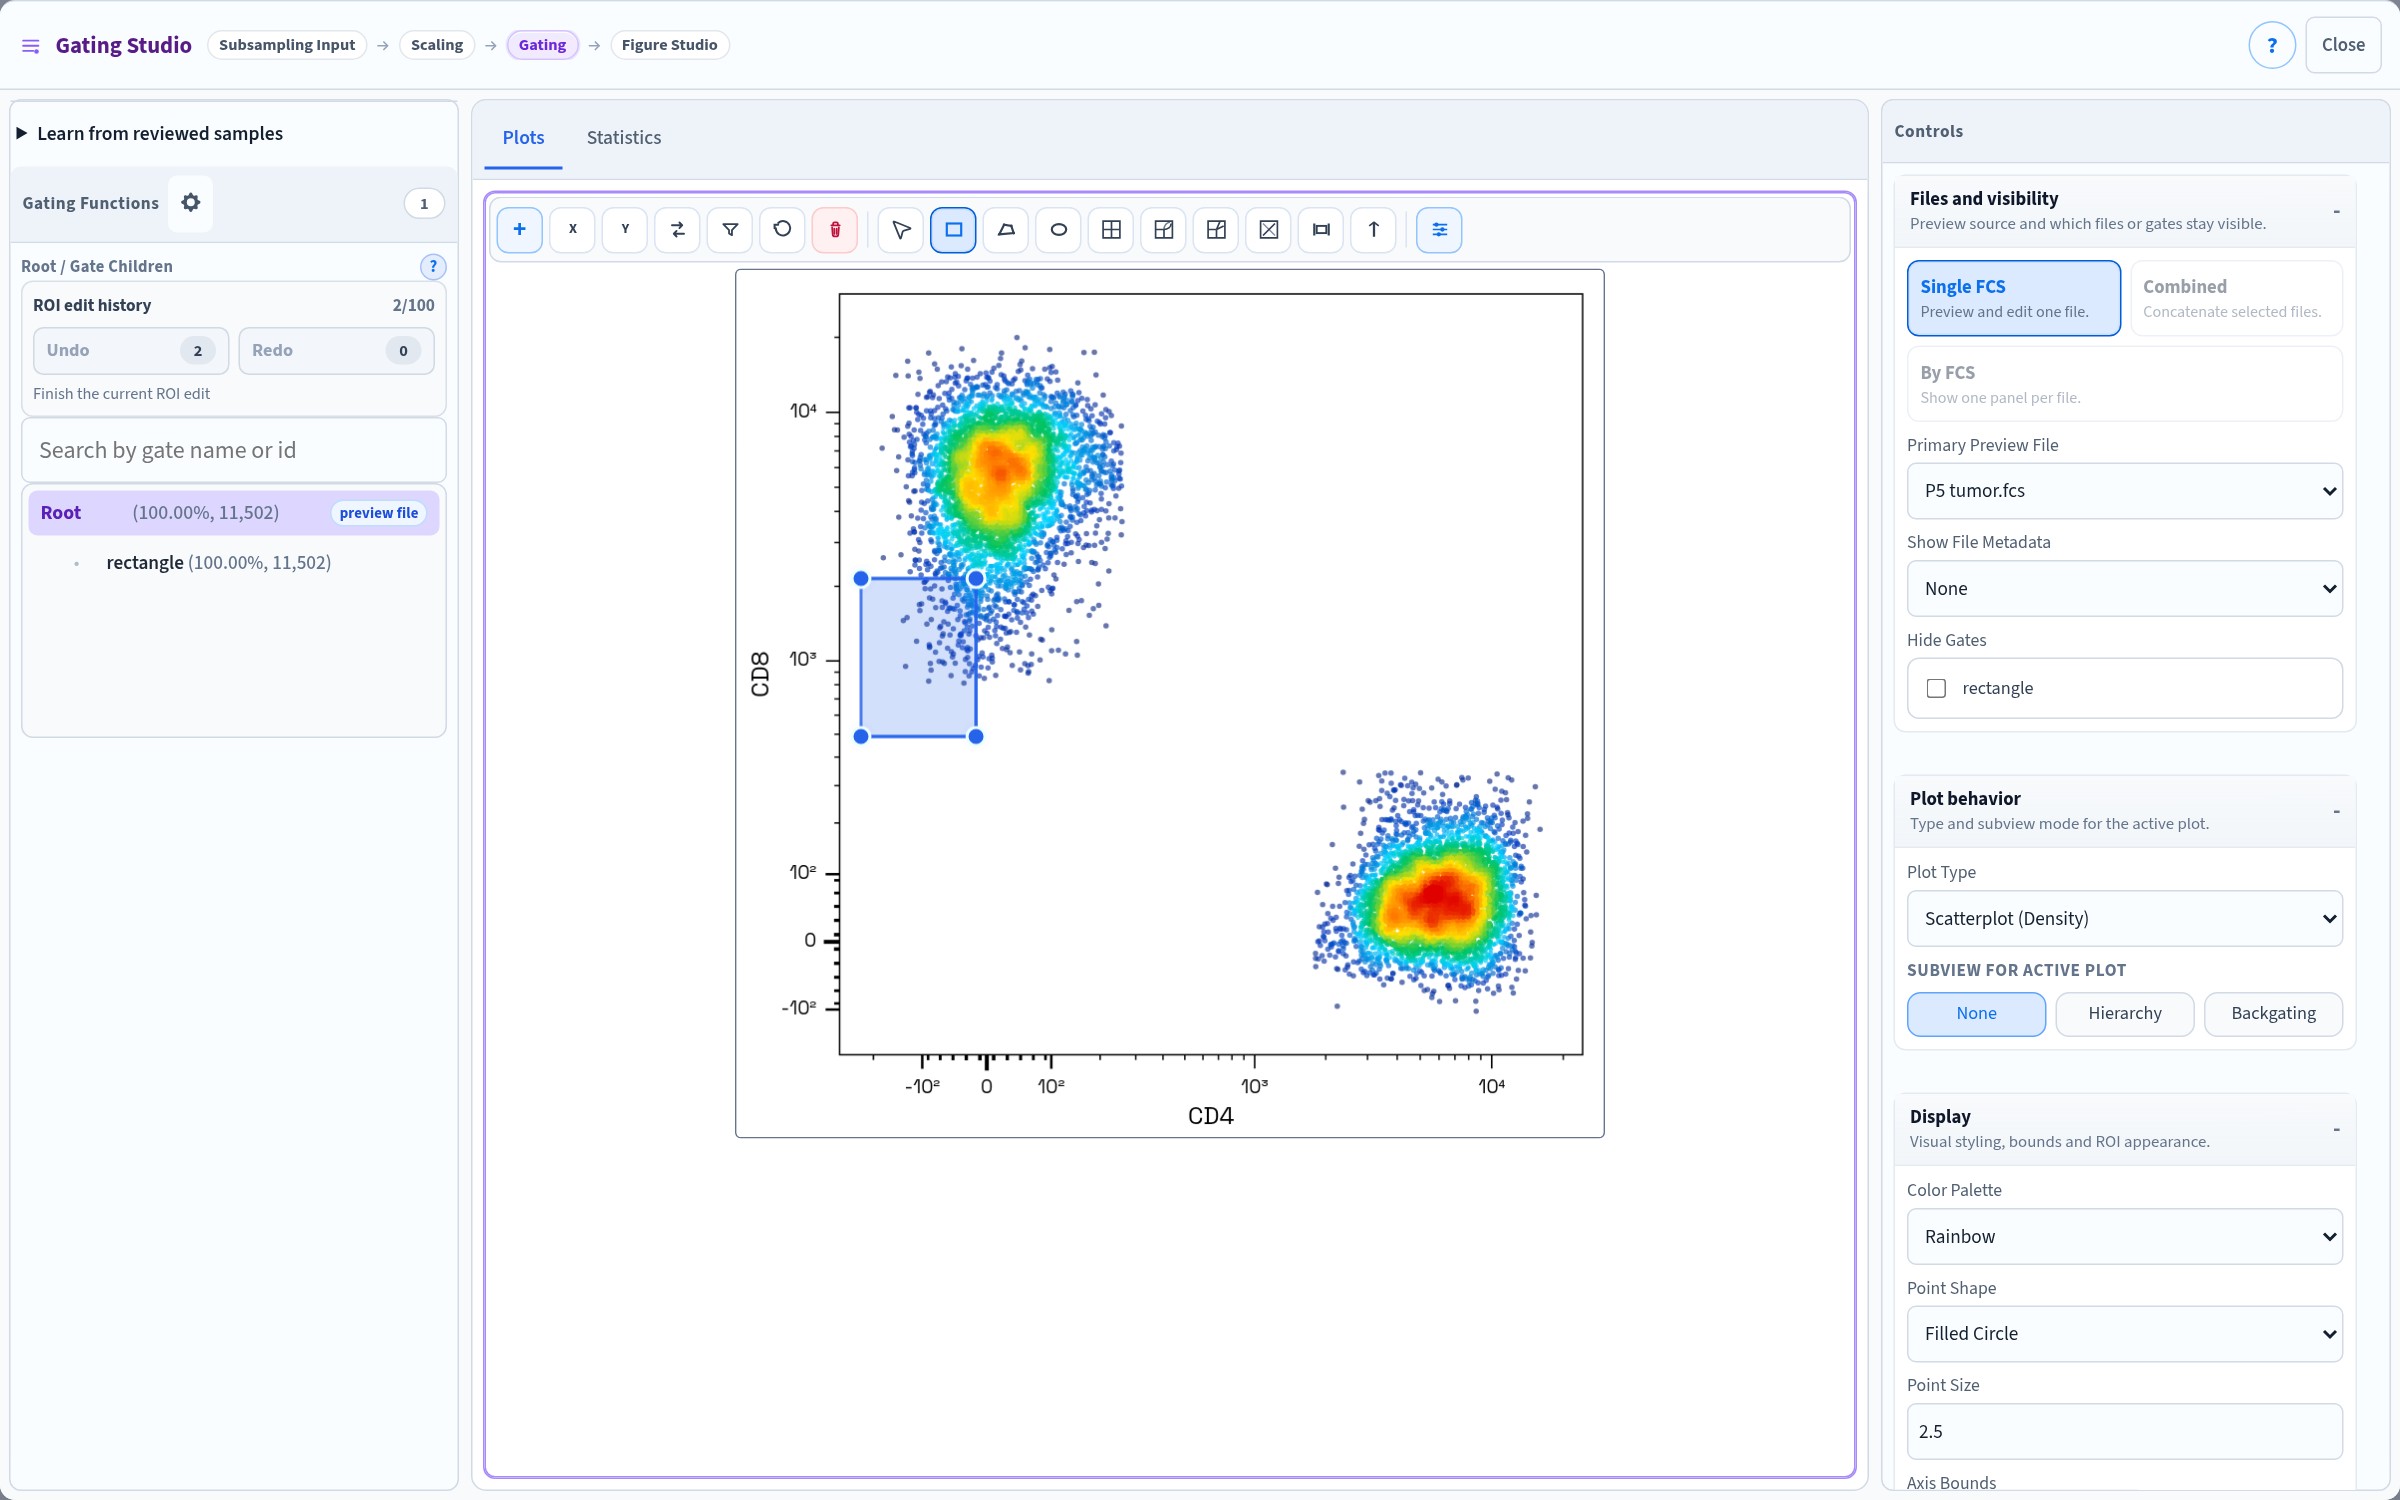 Gating Studio
Subsampling Input → Scaling → Gating → Figure Studio
? Close
Learn from reviewed samples
Gating Functions 1
Root / Gate Children ?
ROI edit history 2/100
Undo 2 Redo 0
Finish the current ROI edit
Search by gate name or id
Root (100.00%, 11,502) preview file
rectangle (100.00%, 11,502)
Plots Statistics
+ X Y
10⁴
10³
10²
0
-10²
CD8
-10² 0 10² 10³ 10⁴
CD4
Controls
Files and visibility -
Preview source and which files or gates stay visible.
Single FCS
Preview and edit one file.
Combined
Concatenate selected files.
By FCS
Show one panel per file.
Primary Preview File
P5 tumor.fcs
Show File Metadata
None
Hide Gates
rectangle
Plot behavior -
Type and subview mode for the active plot.
Plot Type
Scatterplot (Density)
SUBVIEW FOR ACTIVE PLOT
None Hierarchy Backgating
Display -
Visual styling, bounds and ROI appearance.
Color Palette
Rainbow
Point Shape
Filled Circle
Point Size
2.5
Axis Bounds